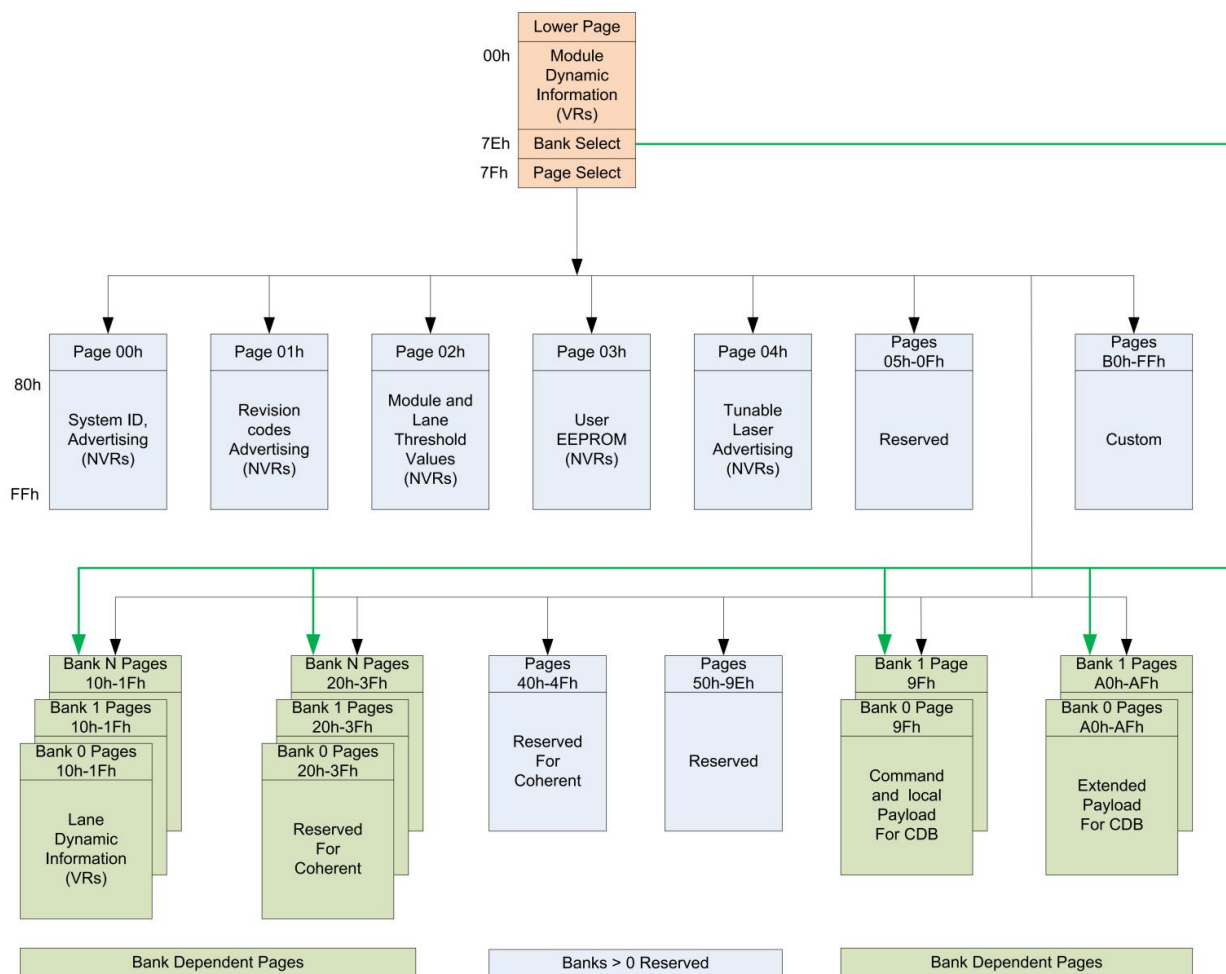 Lower Page
00h
Module
Dynamic
Information
(VRs)
7Eh
Bank Select
7Fh
Page Select
Page 00h
Page 01h
Page 02h
Page 03h
Page 04h
Pages
05h-0Fh
Pages
B0h-FFh
80h
System ID,
Advertising
(NVRs)
FFh
Revision
codes
Advertising
(NVRs)
Module and
Lane
Threshold
Values
(NVRs)
User
EEPROM
(NVRs)
Tunable
Laser
Advertising
(NVRs)
Reserved
Custom
Bank N Pages
10h-1Fh
Bank 1 Pages
10h-1Fh
Bank 0 Pages
10h-1Fh
Lane
Dynamic
Information
(VRs)
Bank N Pages
20h-3Fh
Bank 1 Pages
20h-3Fh
Bank 0 Pages
20h-3Fh
Reserved
For
Coherent
Pages
40h-4Fh
Reserved
For
Coherent
Pages
50h-9Eh
Reserved
Bank 1 Page
9Fh
Bank 0 Page
9Fh
Command
and local
Payload
For CDB
Bank 1 Pages
A0h-AFh
Bank 0 Pages
A0h-AFh
Extended
Payload
For CDB
Bank Dependent Pages
Banks > 0 Reserved
Bank Dependent Pages